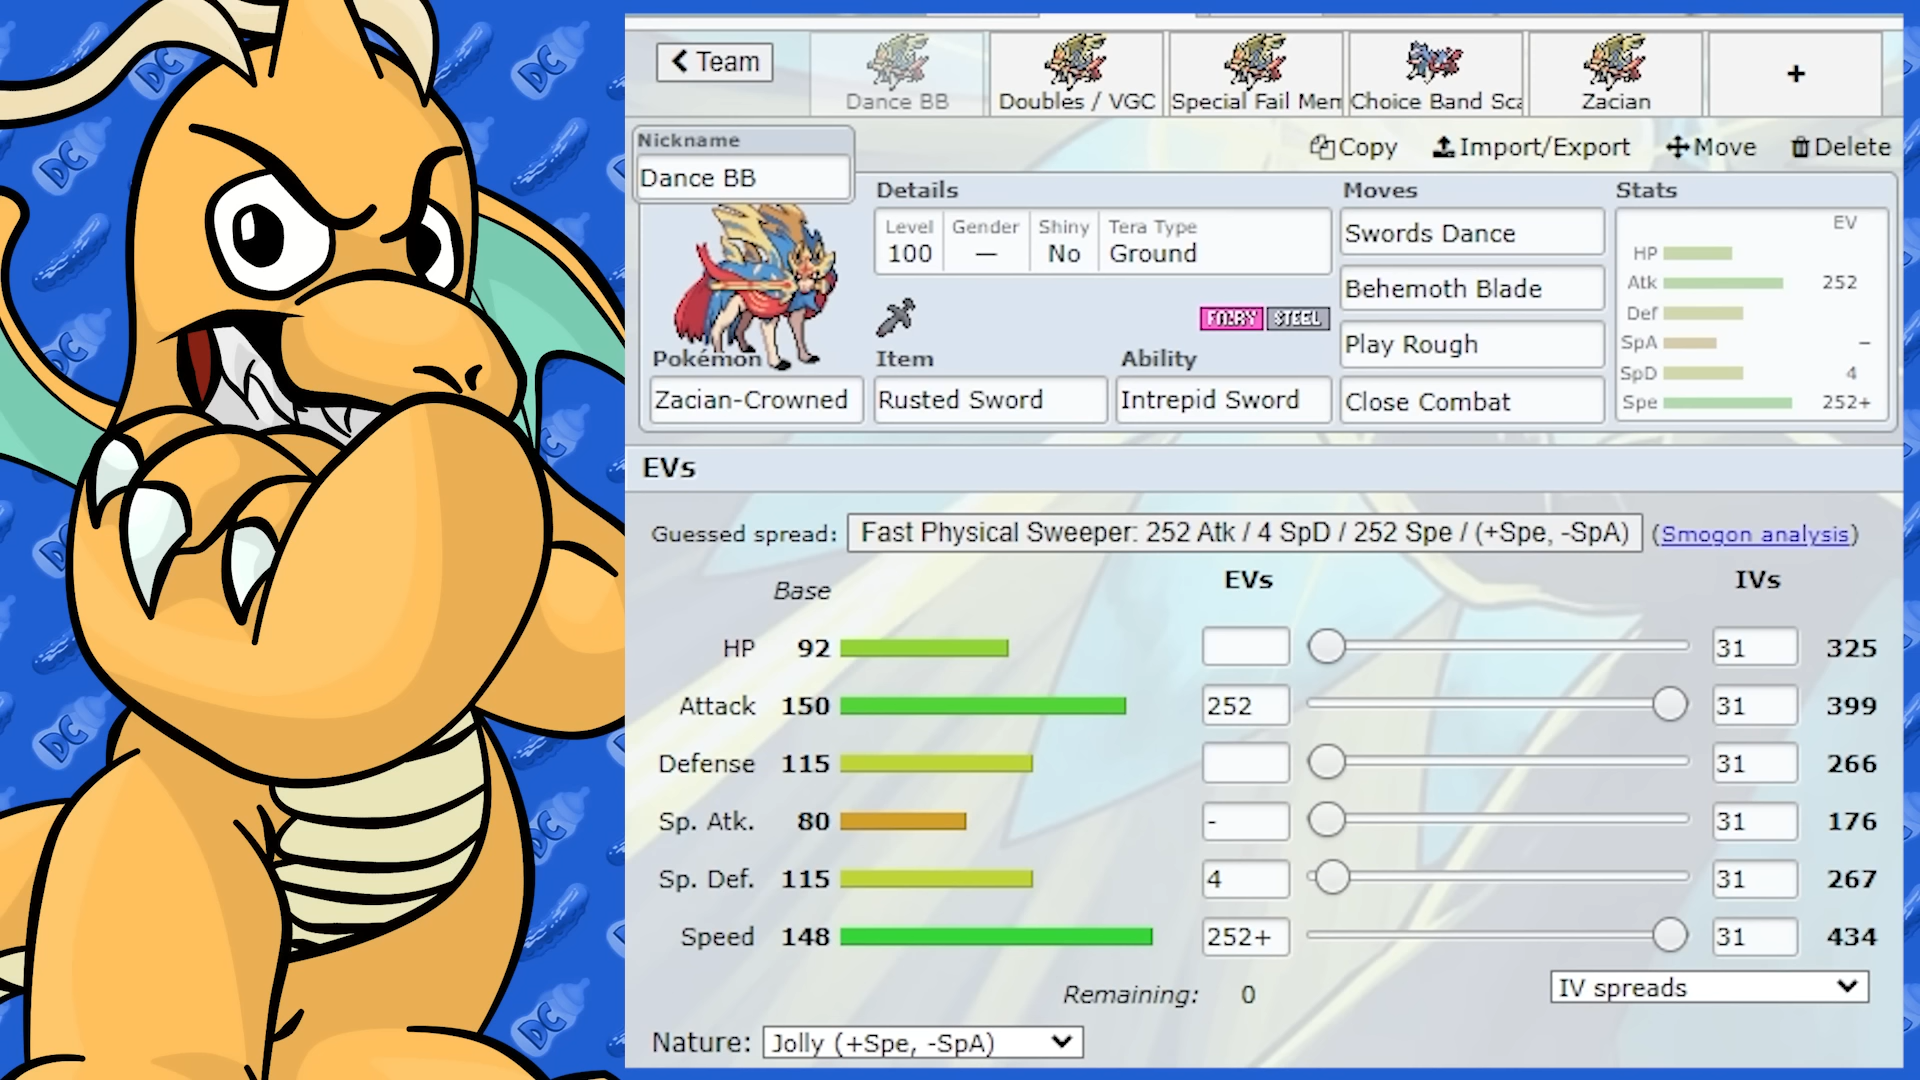 Team
Dance BB
Doubles / VGC
Special Fail Mem
Choice Band Sca
Zacian
+
Nickname
Dance BB
Copy
Import/Export
Move
Delete
Details
Moves
Stats
Level
Gender
Shiny
Tera Type
100
—
No
Ground
Swords Dance
Behemoth Blade
Play Rough
Close Combat
EV
HP
Atk 252
Def
SpA –
SpD 4
Spe 252+
FAIRY STEEL
Pokémon
Item
Ability
Zacian-Crowned
Rusted Sword
Intrepid Sword
EVs
Guessed spread: Fast Physical Sweeper: 252 Atk / 4 SpD / 252 Spe / (+Spe, -SpA) (Smogon analysis)
Base EVs IVs
HP 92 31 325
Attack 150 252 31 399
Defense 115 31 266
Sp. Atk. 80 - 31 176
Sp. Def. 115 4 31 267
Speed 148 252+ 31 434
Remaining: 0
IV spreads
Nature: Jolly (+Spe, -SpA)
DC